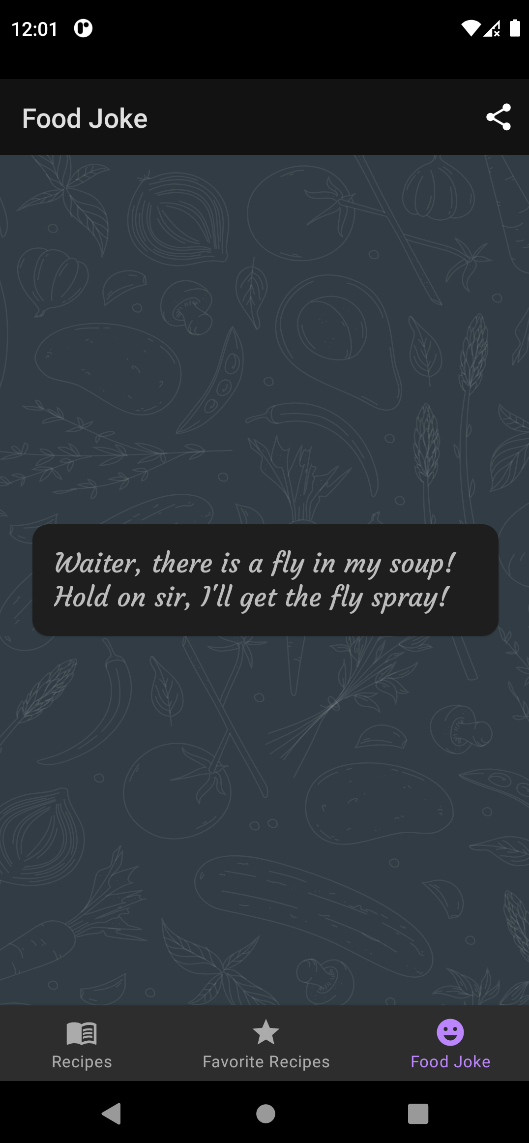 12:01
Food Joke
Waiter, there is a fly in my soup!
Hold on sir, I'll get the fly spray!
Recipes
Favorite Recipes
Food Joke